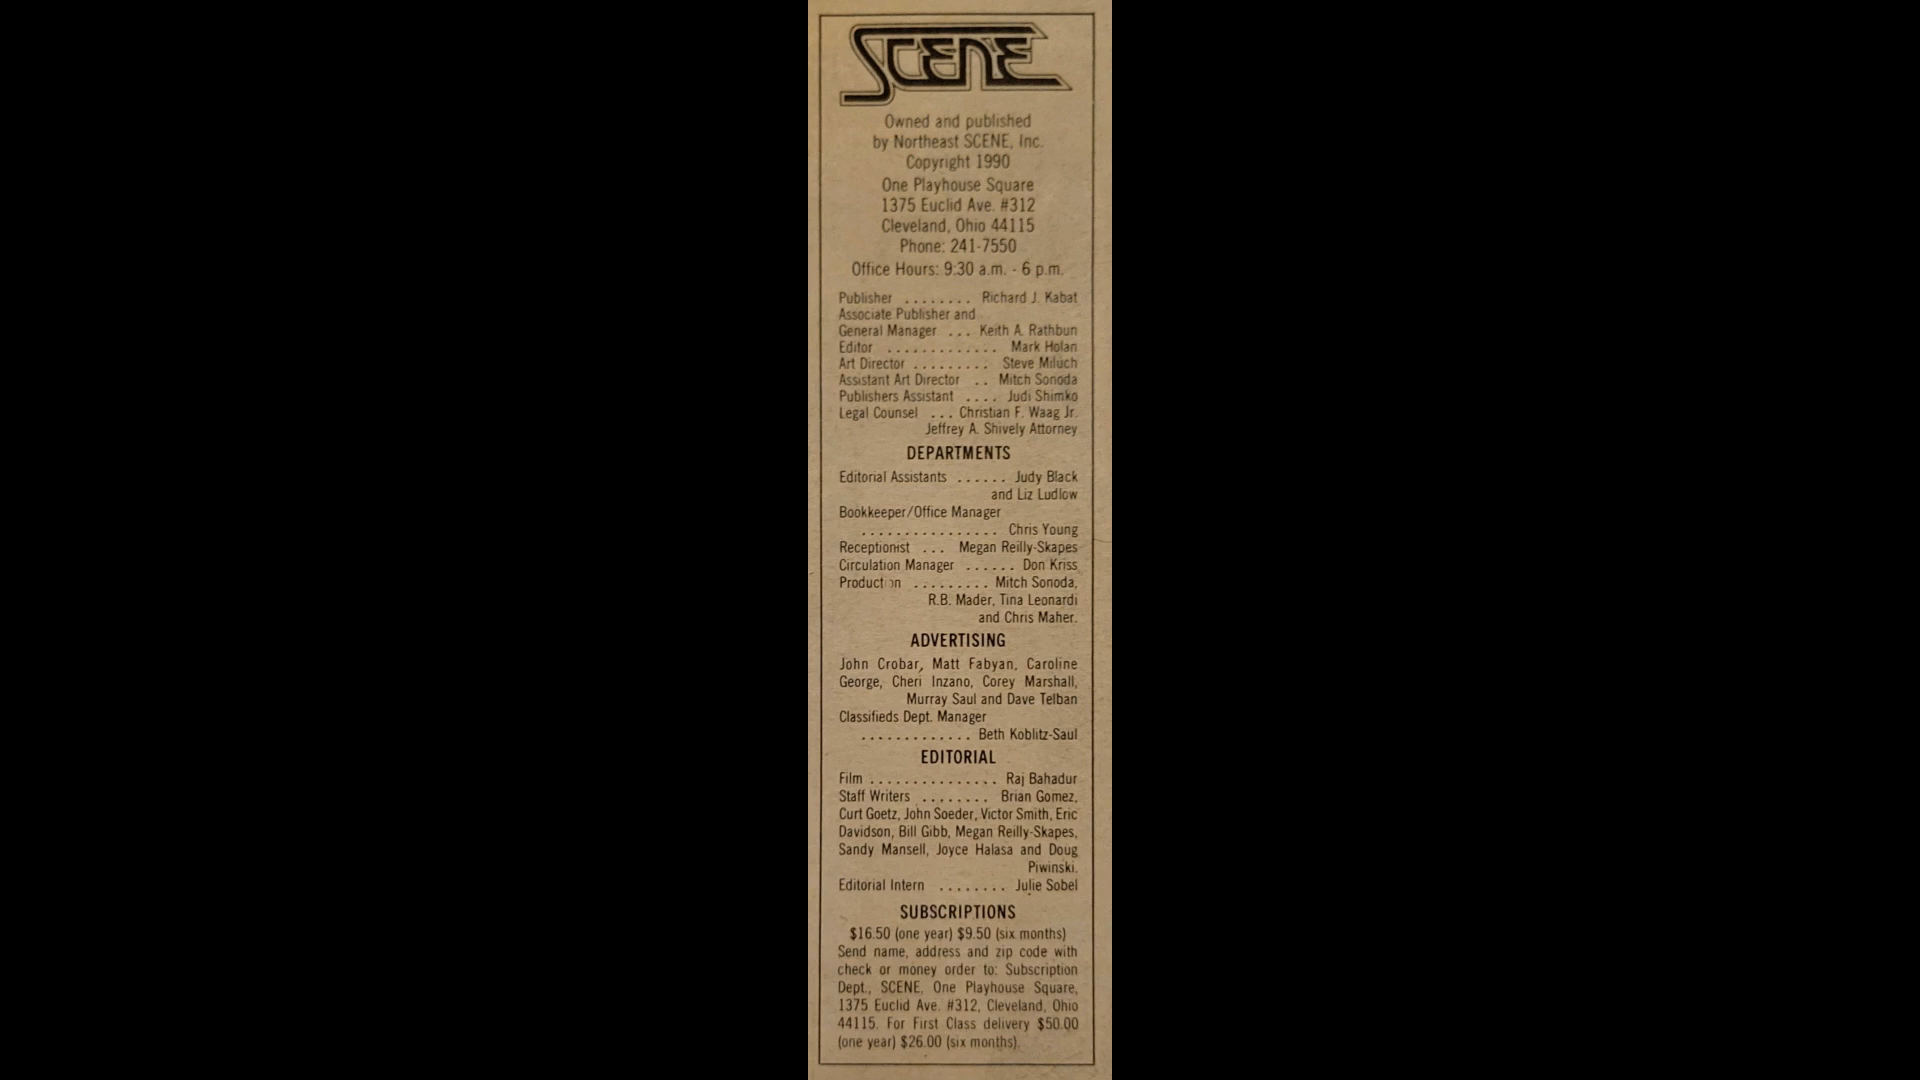 SCENE
Owned and published
by Northeast SCENE, Inc.
Copyright 1990
One Playhouse Square
1375 Euclid Ave. #312
Cleveland, Ohio 44115
Phone: 241-7550
Office Hours: 9:30 a.m. - 6 p.m.
Publisher ........ Richard J. Kabat
Associate Publisher and
General Manager ... Keith A. Rathbun
Editor ............. Mark Holan
Art Director ......... Steve Miluch
Assistant Art Director .. Mitch Sonoda
Publishers Assistant .... Judi Shimko
Legal Counsel ... Christian F. Waag Jr.
Jeffrey A. Shively Attorney
DEPARTMENTS
Editorial Assistants ...... Judy Black
and Liz Ludlow
Bookkeeper/Office Manager
................ Chris Young
Receptionist ... Megan Reilly-Skapes
Circulation Manager ...... Don Kriss
Production ......... Mitch Sonoda,
R.B. Mader, Tina Leonardi
and Chris Maher.
ADVERTISING
John Crobar, Matt Fabyan, Caroline
George, Cheri Inzano, Corey Marshall,
Murray Saul and Dave Telban
Classifieds Dept. Manager
............. Beth Koblitz-Saul
EDITORIAL
Film ............... Raj Bahadur
Staff Writers ........ Brian Gomez,
Curt Goetz, John Soeder, Victor Smith, Eric
Davidson, Bill Gibb, Megan Reilly-Skapes,
Sandy Mansell, Joyce Halasa and Doug
Piwinski.
Editorial Intern ........ Julie Sobel
SUBSCRIPTIONS
$16.50 (one year) $9.50 (six months)
Send name, address and zip code with
check or money order to: Subscription
Dept., SCENE, One Playhouse Square,
1375 Euclid Ave. #312, Cleveland, Ohio
44115. For First Class delivery $50.00
(one year) $26.00 (six months).